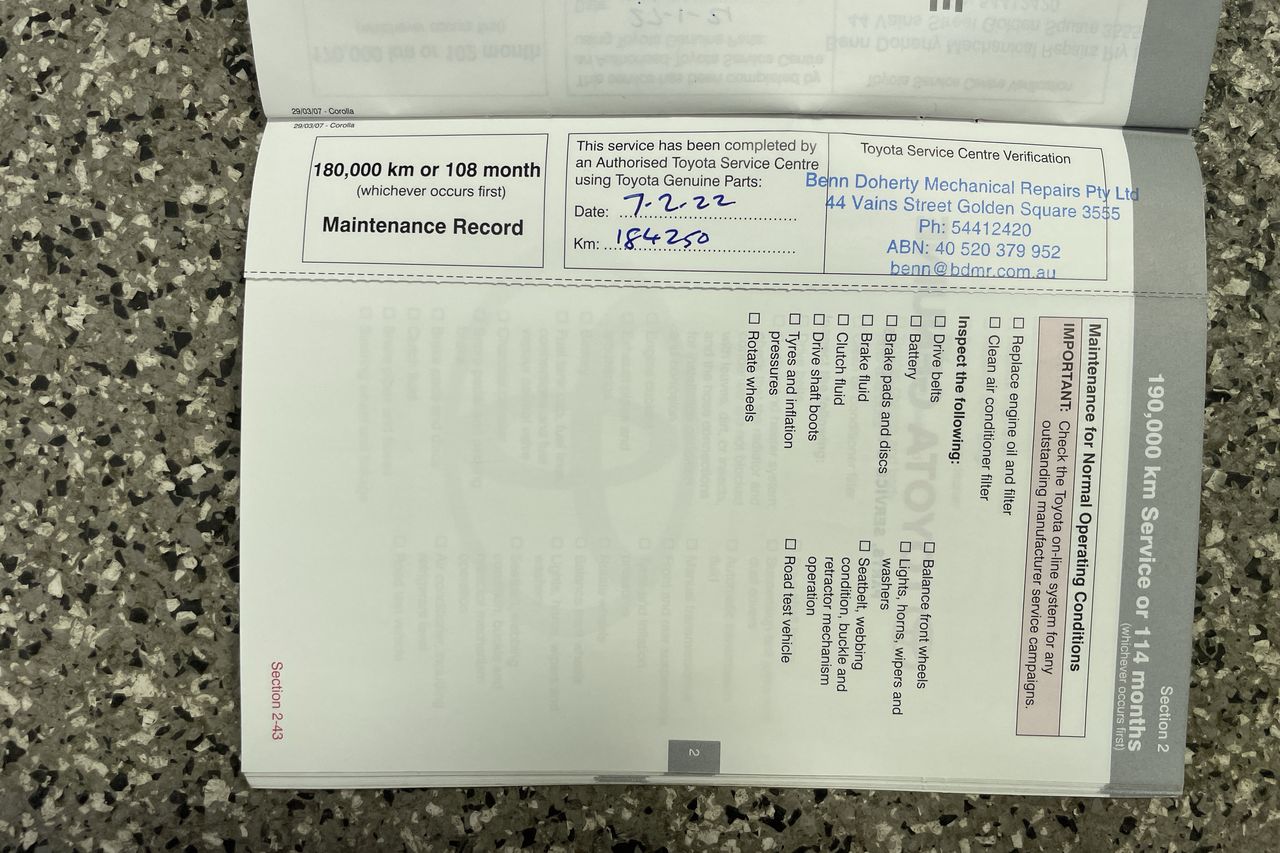 29/03/07 - Corolla
29/03/07 - Corolla
180,000 km or 108 month
(whichever occurs first)
Maintenance Record
This service has been completed by
an Authorised Toyota Service Centre
using Toyota Genuine Parts:
Date: 7-2-22
Km: 184250
Toyota Service Centre Verification
Benn Doherty Mechanical Repairs Pty Ltd
44 Vains Street Golden Square 3555
Ph: 54412420
ABN: 40 520 379 952
benn@bdmr.com.au
Section 2
190,000 km Service or 114 months
(whichever occurs first)
Maintenance for Normal Operating Conditions
IMPORTANT: Check the Toyota on-line system for any
outstanding manufacturer service campaigns.
☐ Replace engine oil and filter
☐ Clean air conditioner filter
Inspect the following:
☐ Drive belts
☐ Battery
☐ Brake pads and discs
☐ Brake fluid
☐ Clutch fluid
☐ Drive shaft boots
☐ Tyres and inflation
pressures
☐ Rotate wheels
☐ Balance front wheels
☐ Lights, horns, wipers and
washers
☐ Seatbelt, webbing
condition, buckle and
retractor mechanism
operation
☐ Road test vehicle
2
Section 2-43